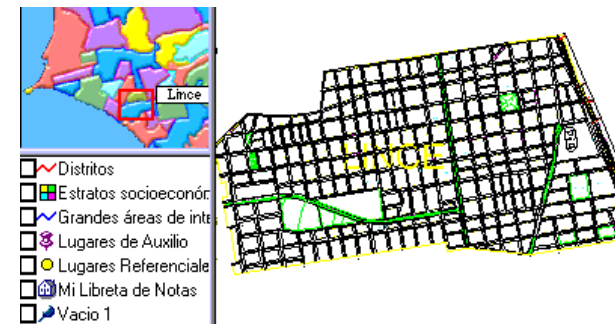 Lince
LINCE
Distritos
Estratos socioeconór
Grandes áreas de inte
Lugares de Auxilio
Lugares Referenciale
Mi Libreta de Notas
Vacio 1